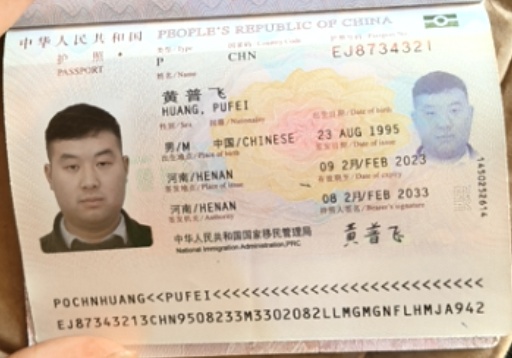 中华人民共和国 PEOPLE'S REPUBLIC OF CHINA
护 照
PASSPORT
类型/Type
国家码/Country Code
护照号码/Passport No
P
CHN
EJ8734321
姓名/Name
黄普飞
HUANG, PUFEI
性别/Sex
国籍/Nationality
出生日期/Date of birth
男/M
中国/CHINESE
23 AUG 1995
出生地点/Place of birth
签发日期/Date of issue
河南/HENAN
09 2月/FEB 2023
签发地点/Place of issue
有效期至/Date of expiry
河南/HENAN
08 2月/FEB 2033
签发机关/Authority
持照人签名/Bearer's signature
中华人民共和国国家移民管理局
National Immigration Administration,PRC
黄普飞
1450252614
POCHNHUANG<<PUFEI<<<<<<<<<<<<<<<<<<<<<<<<<<<
EJ87343213CHN9508233M3302082LLMGMGNFLHMJA942